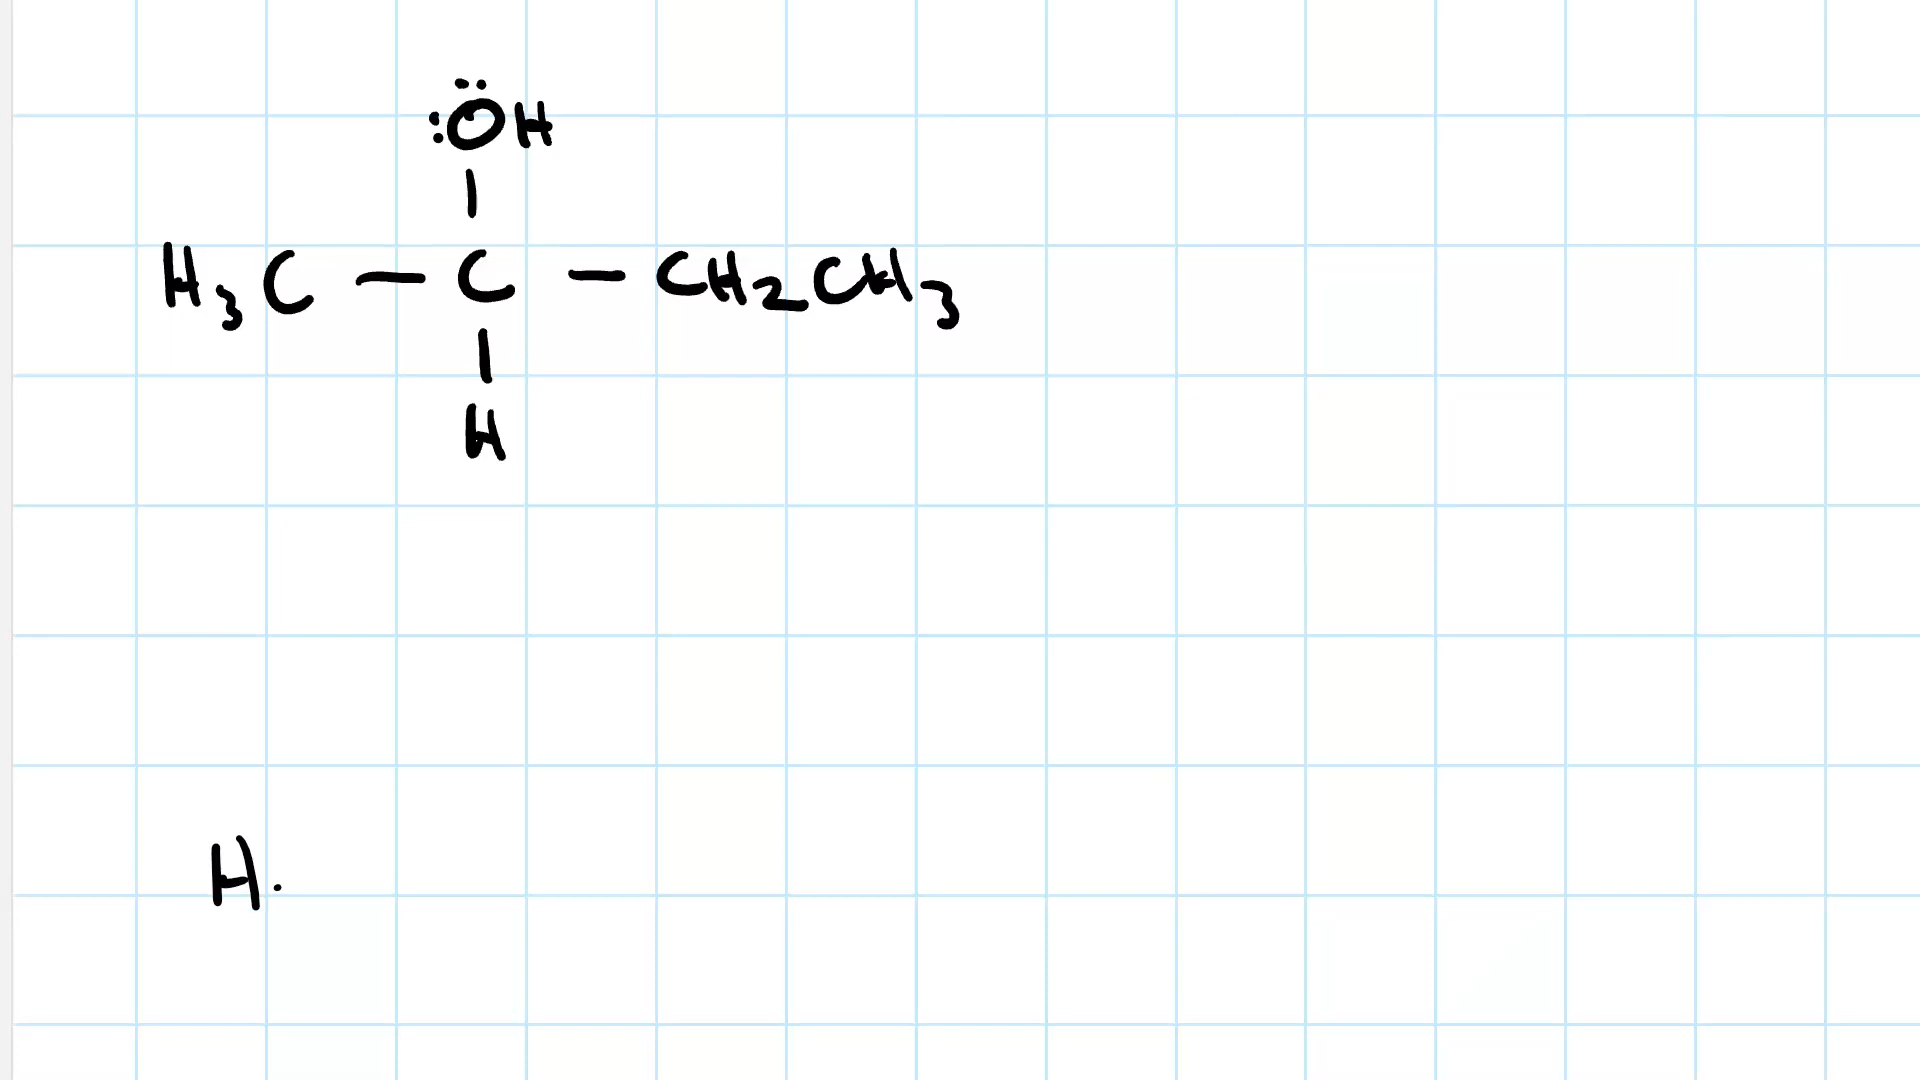 :ÖH
|
H₃C — C — CH₂CH₃
|
H
H.